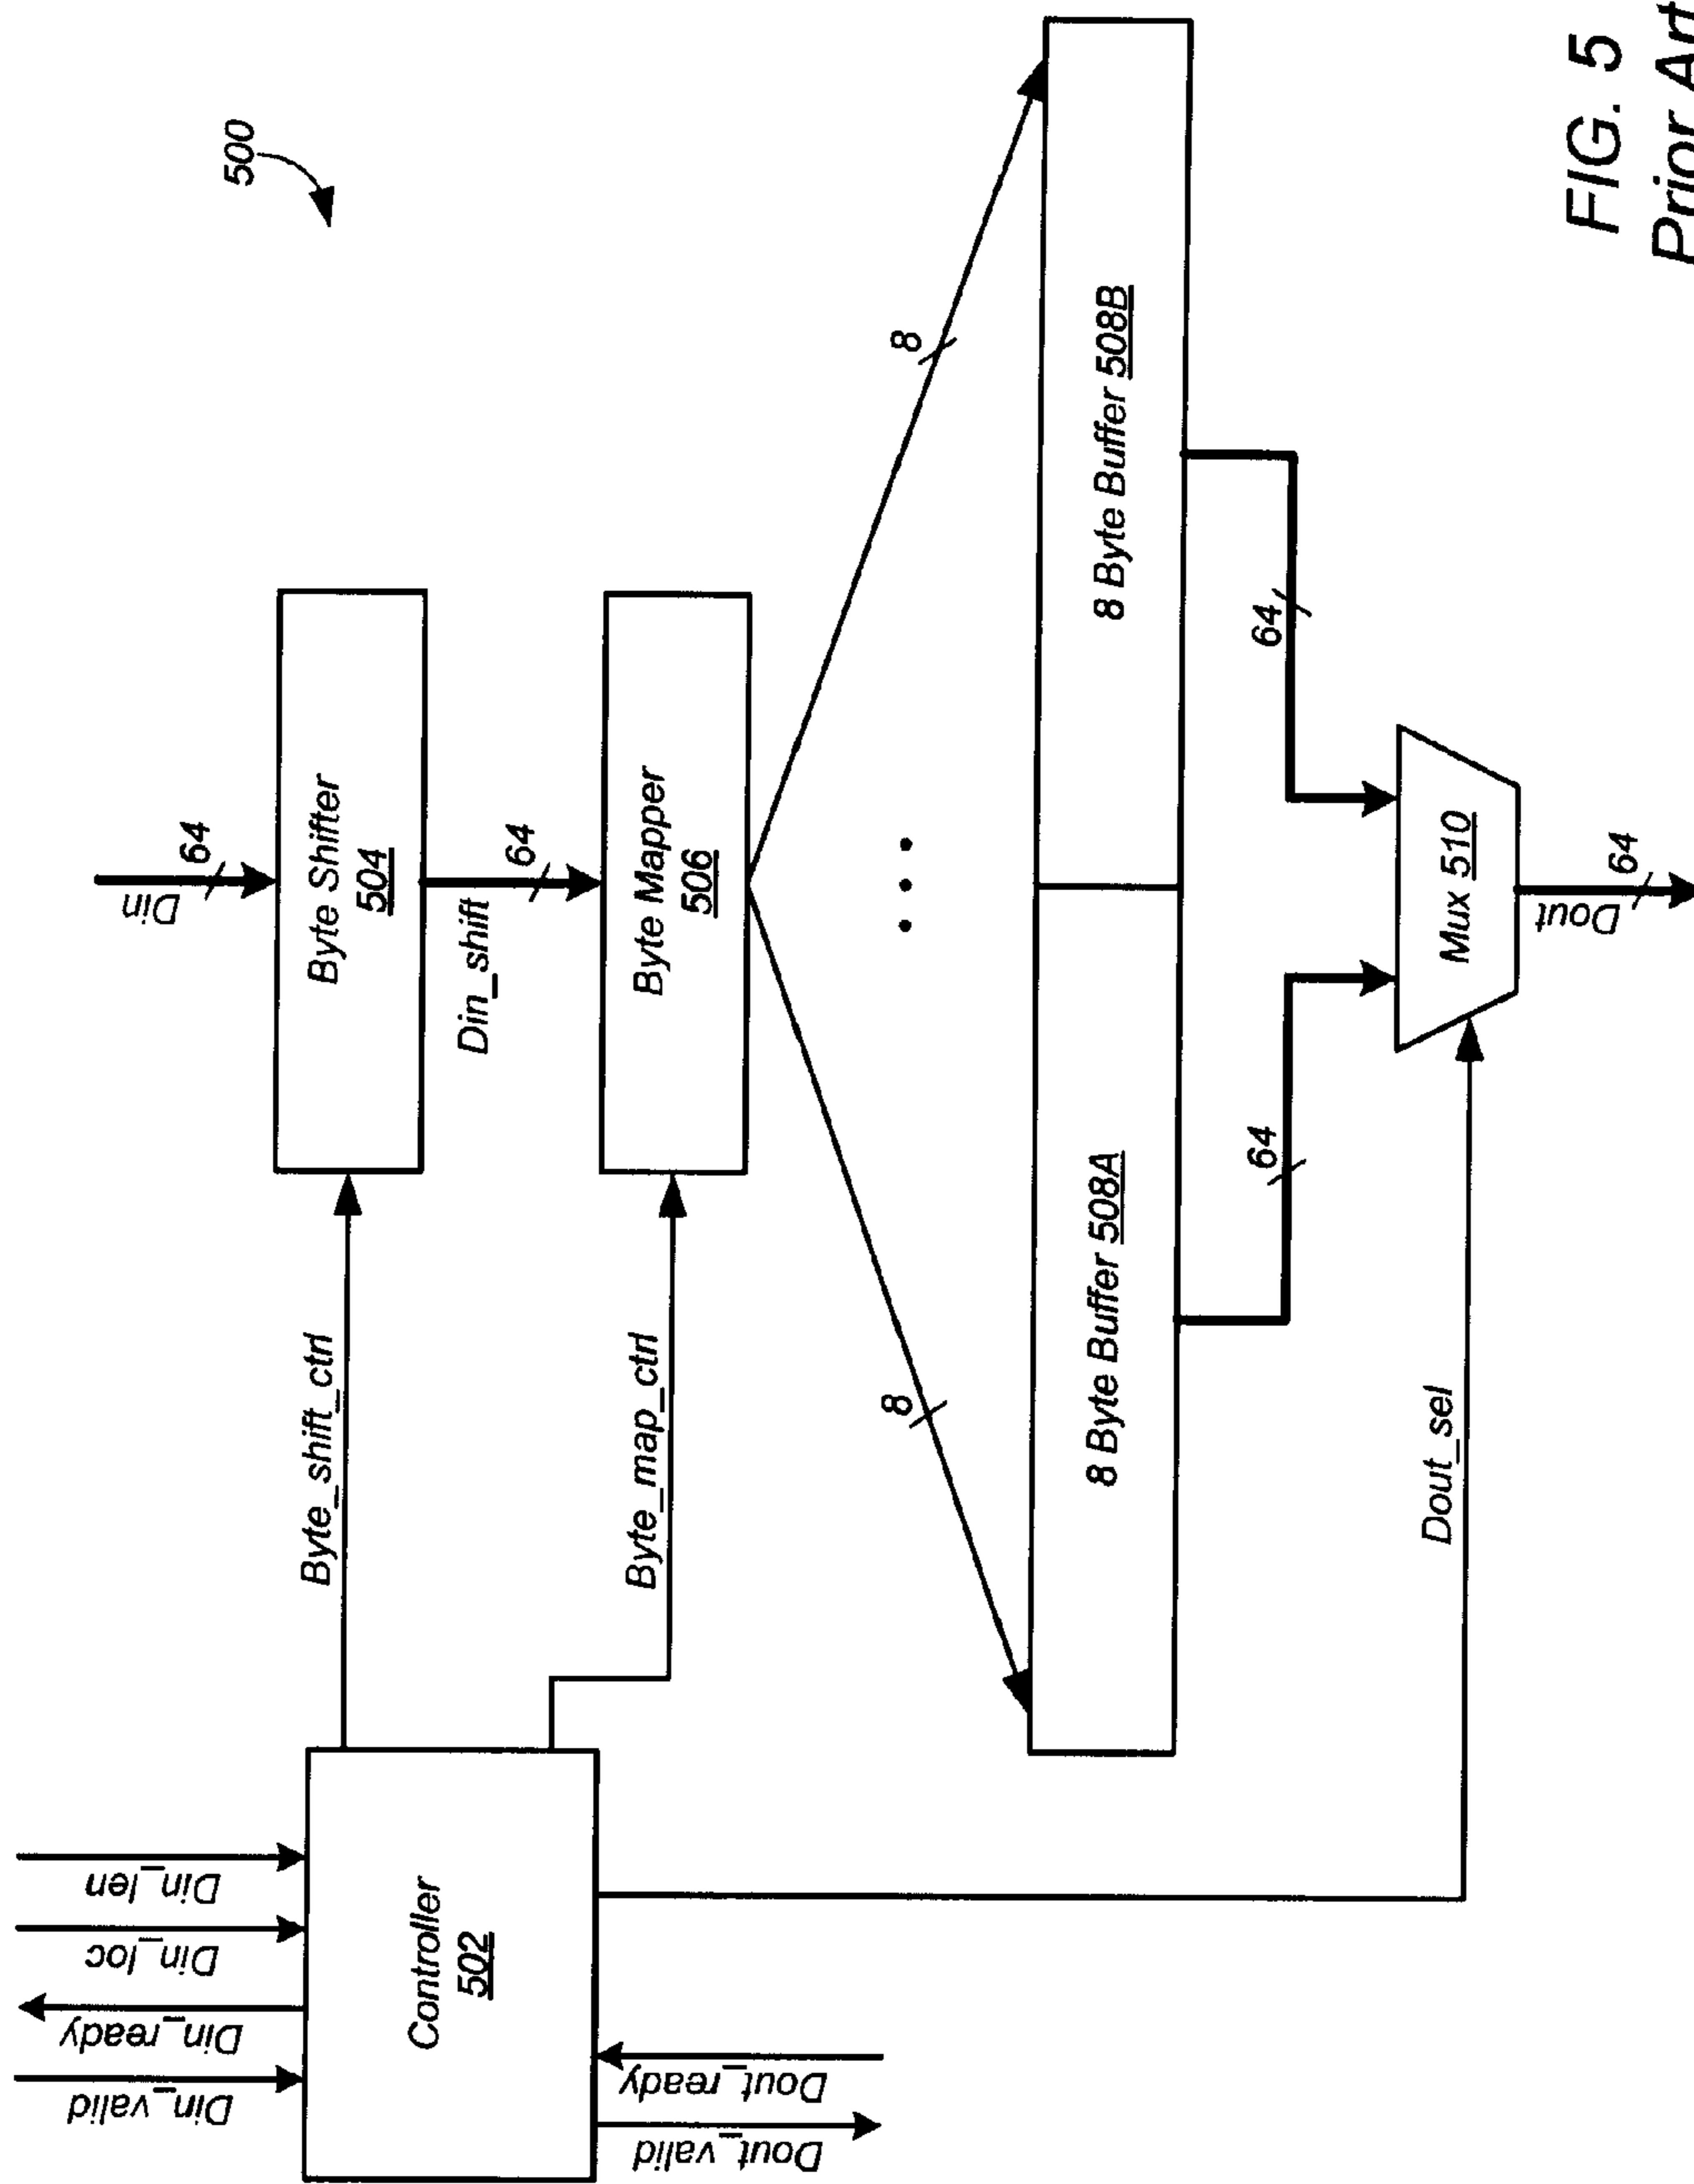 500
Din
64
Byte Shifter
504
Din_shift
64
Byte Mapper
506
8
8
8 Byte Buffer 508A
8 Byte Buffer 508B
64
64
Mux 510
Dout
64
Din_valid
Din_ready
Din_loc
Din_len
Controller
502
Dout_valid
Dout_ready
Byte_shift_ctrl
Byte_map_ctrl
Dout_sel
FIG. 5
Prior Art